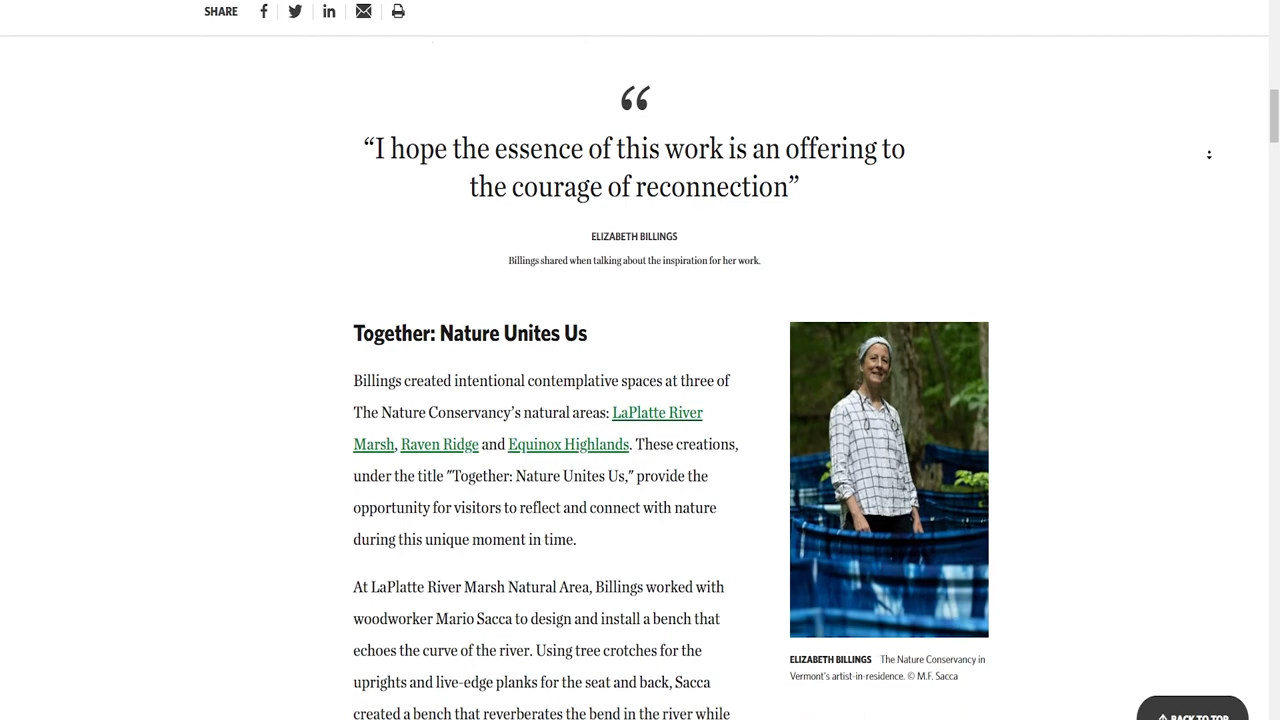 SHARE
“
“I hope the essence of this work is an offering to
the courage of reconnection”
ELIZABETH BILLINGS
Billings shared when talking about the inspiration for her work.
Together: Nature Unites Us
Billings created intentional contemplative spaces at three of
The Nature Conservancy’s natural areas: LaPlatte River
Marsh, Raven Ridge and Equinox Highlands. These creations,
under the title "Together: Nature Unites Us," provide the
opportunity for visitors to reflect and connect with nature
during this unique moment in time.
At LaPlatte River Marsh Natural Area, Billings worked with
woodworker Mario Sacca to design and install a bench that
echoes the curve of the river. Using tree crotches for the
uprights and live-edge planks for the seat and back, Sacca
created a bench that reverberates the bend in the river while
ELIZABETH BILLINGS The Nature Conservancy in
Vermont's artist-in-residence. © M.F. Sacca
BACK TO TOP